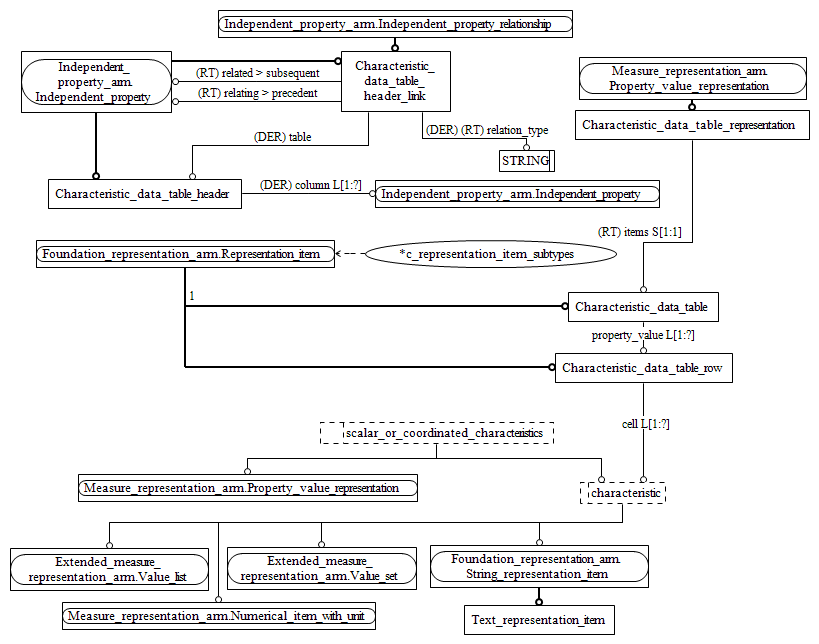 Independent_property_arm.Independent_property_relationship
Independent_
property_arm.
Independent_property
(RT) related > subsequent
(RT) relating > precedent
Characteristic_
data_table_
header_link
Measure_representation_arm.
Property_value_representation
Characteristic_data_table_representation
(DER) table
(DER) (RT) relation_type
STRING
Characteristic_data_table_header
(DER) column L[1:?]
Independent_property_arm.Independent_property
(RT) items S[1:1]
Foundation_representation_arm.Representation_item
*c_representation_item_subtypes
1
Characteristic_data_table
property_value L[1:?]
Characteristic_data_table_row
cell L[1:?]
scalar_or_coordinated_characteristics
Measure_representation_arm.Property_value_representation
characteristic
Extended_measure_
representation_arm.Value_list
Extended_measure_
representation_arm.Value_set
Foundation_representation_arm.
String_representation_item
Measure_representation_arm.Numerical_item_with_unit
Text_representation_item